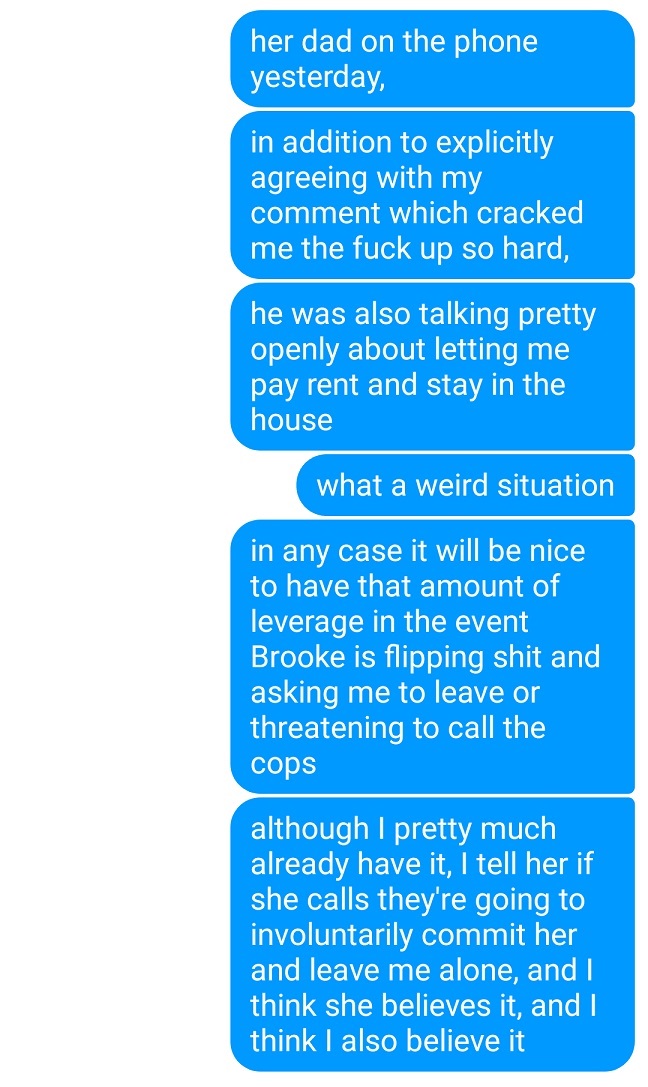 her dad on the phone
yesterday,
in addition to explicitly
agreeing with my
comment which cracked
me the fuck up so hard,
he was also talking pretty
openly about letting me
pay rent and stay in the
house
what a weird situation
in any case it will be nice
to have that amount of
leverage in the event
Brooke is flipping shit and
asking me to leave or
threatening to call the
cops
although I pretty much
already have it, I tell her if
she calls they're going to
involuntarily commit her
and leave me alone, and I
think she believes it, and I
think I also believe it